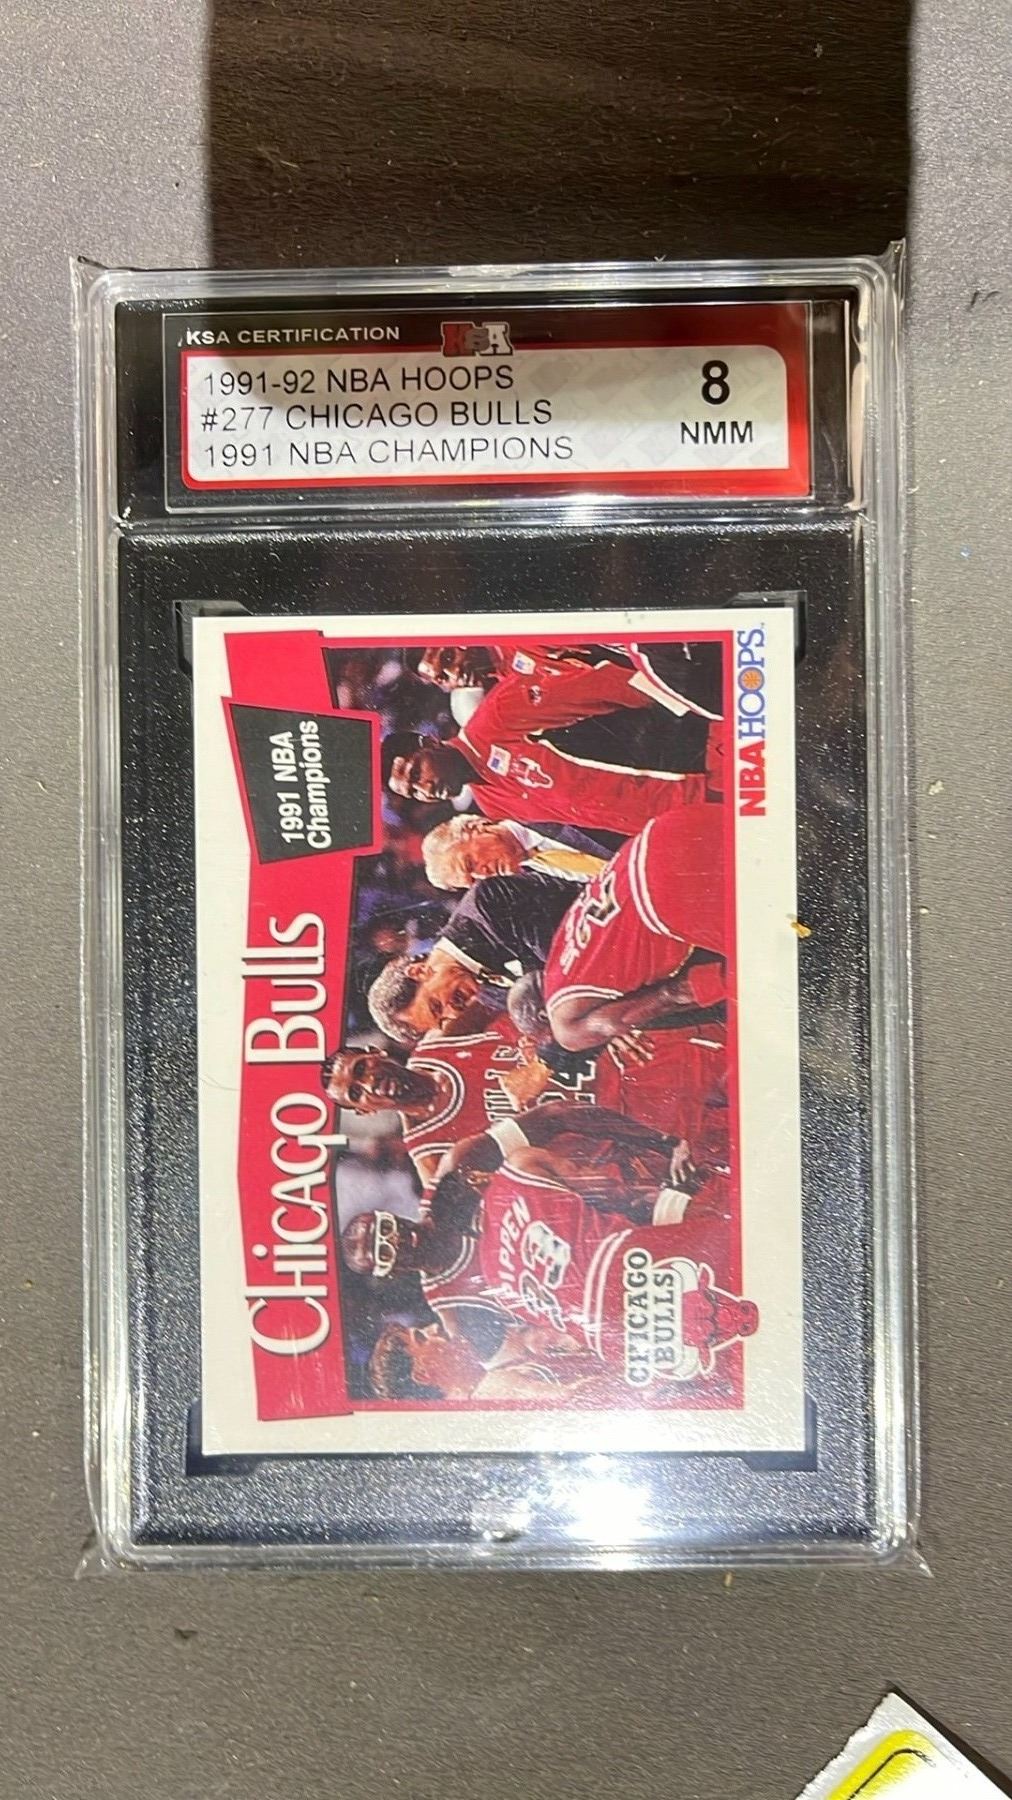 KSA CERTIFICATION
KSA
1991-92 NBA HOOPS
#277 CHICAGO BULLS
1991 NBA CHAMPIONS
8
NMM
CHICAGO BULLS
1991 NBA
Champions
NBA HOOPS
PIPPEN
33
24
CHICAGO
BULLS